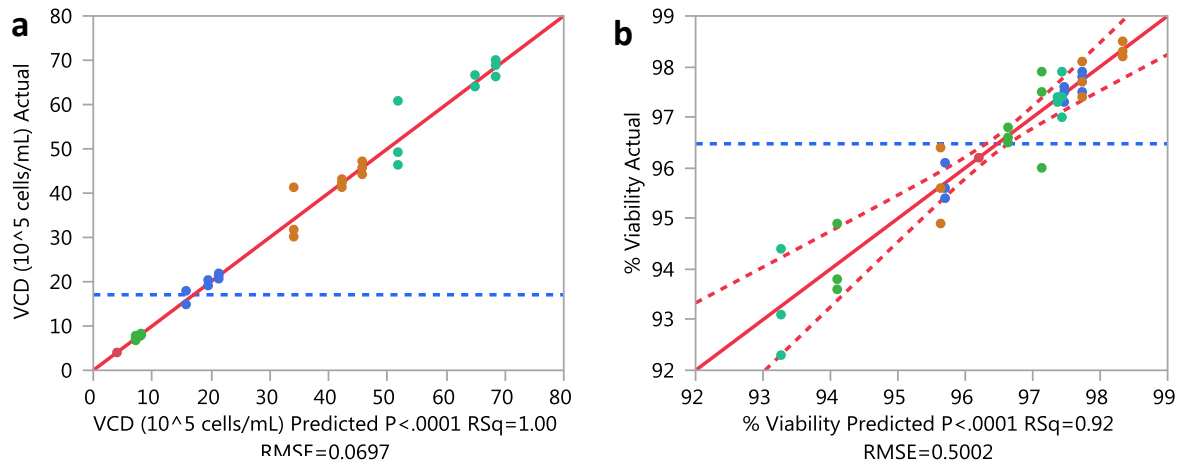 a
VCD (10^5 cells/mL) Actual
80
70
60
50
40
30
20
10
0
0 10 20 30 40 50 60 70 80
VCD (10^5 cells/mL) Predicted P<.0001 RSq=1.00
RMSE=0.0697
b
% Viability Actual
99
98
97
96
95
94
93
92
92 93 94 95 96 97 98 99
% Viability Predicted P<.0001 RSq=0.92
RMSE=0.5002